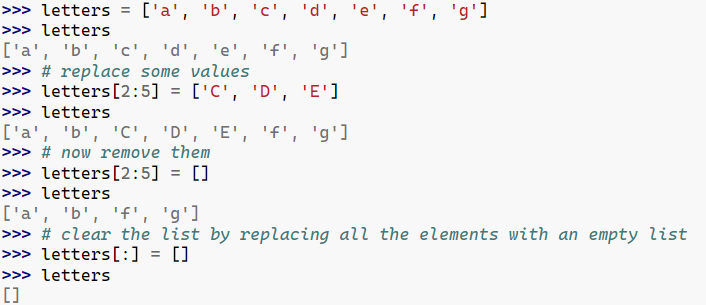 >>> letters = ['a', 'b', 'c', 'd', 'e', 'f', 'g']
>>> letters
['a', 'b', 'c', 'd', 'e', 'f', 'g']
>>> # replace some values
>>> letters[2:5] = ['C', 'D', 'E']
>>> letters
['a', 'b', 'C', 'D', 'E', 'f', 'g']
>>> # now remove them
>>> letters[2:5] = []
>>> letters
['a', 'b', 'f', 'g']
>>> # clear the list by replacing all the elements with an empty list
>>> letters[:] = []
>>> letters
[]